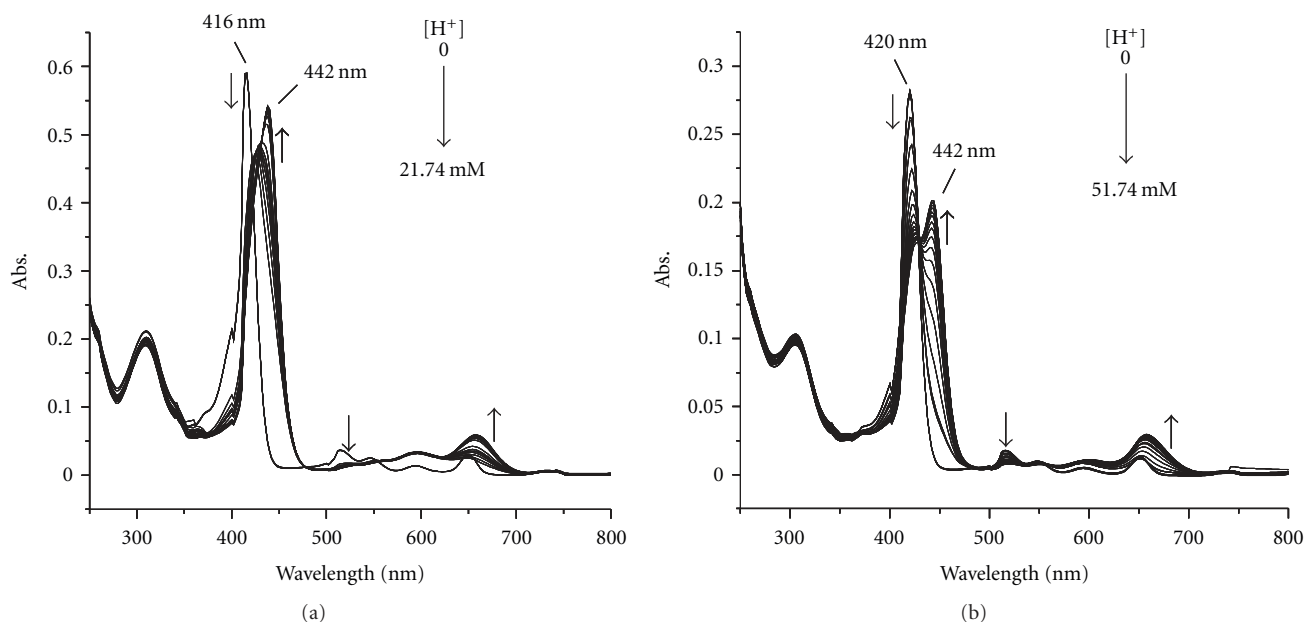 416 nm
442 nm
[H+]
0
21.74 mM
0.6
0.5
0.4
0.3
0.2
0.1
0
Abs.
300 400 500 600 700 800
Wavelength (nm)
(a)
420 nm
442 nm
[H+]
0
51.74 mM
0.3
0.25
0.2
0.15
0.1
0.05
0
Abs.
300 400 500 600 700 800
Wavelength (nm)
(b)